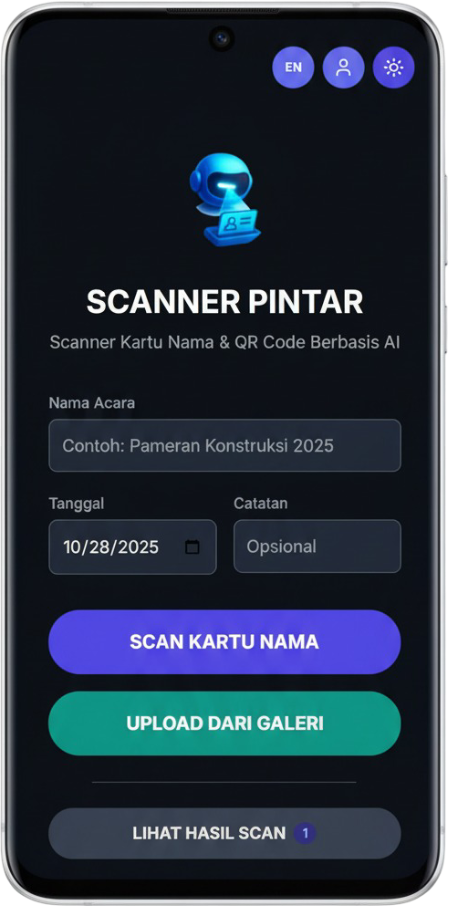 EN
SCANNER PINTAR
Scanner Kartu Nama & QR Code Berbasis AI
Nama Acara
Contoh: Pameran Konstruksi 2025
Tanggal Catatan
10/28/2025 Opsional
SCAN KARTU NAMA
UPLOAD DARI GALERI
LIHAT HASIL SCAN 1